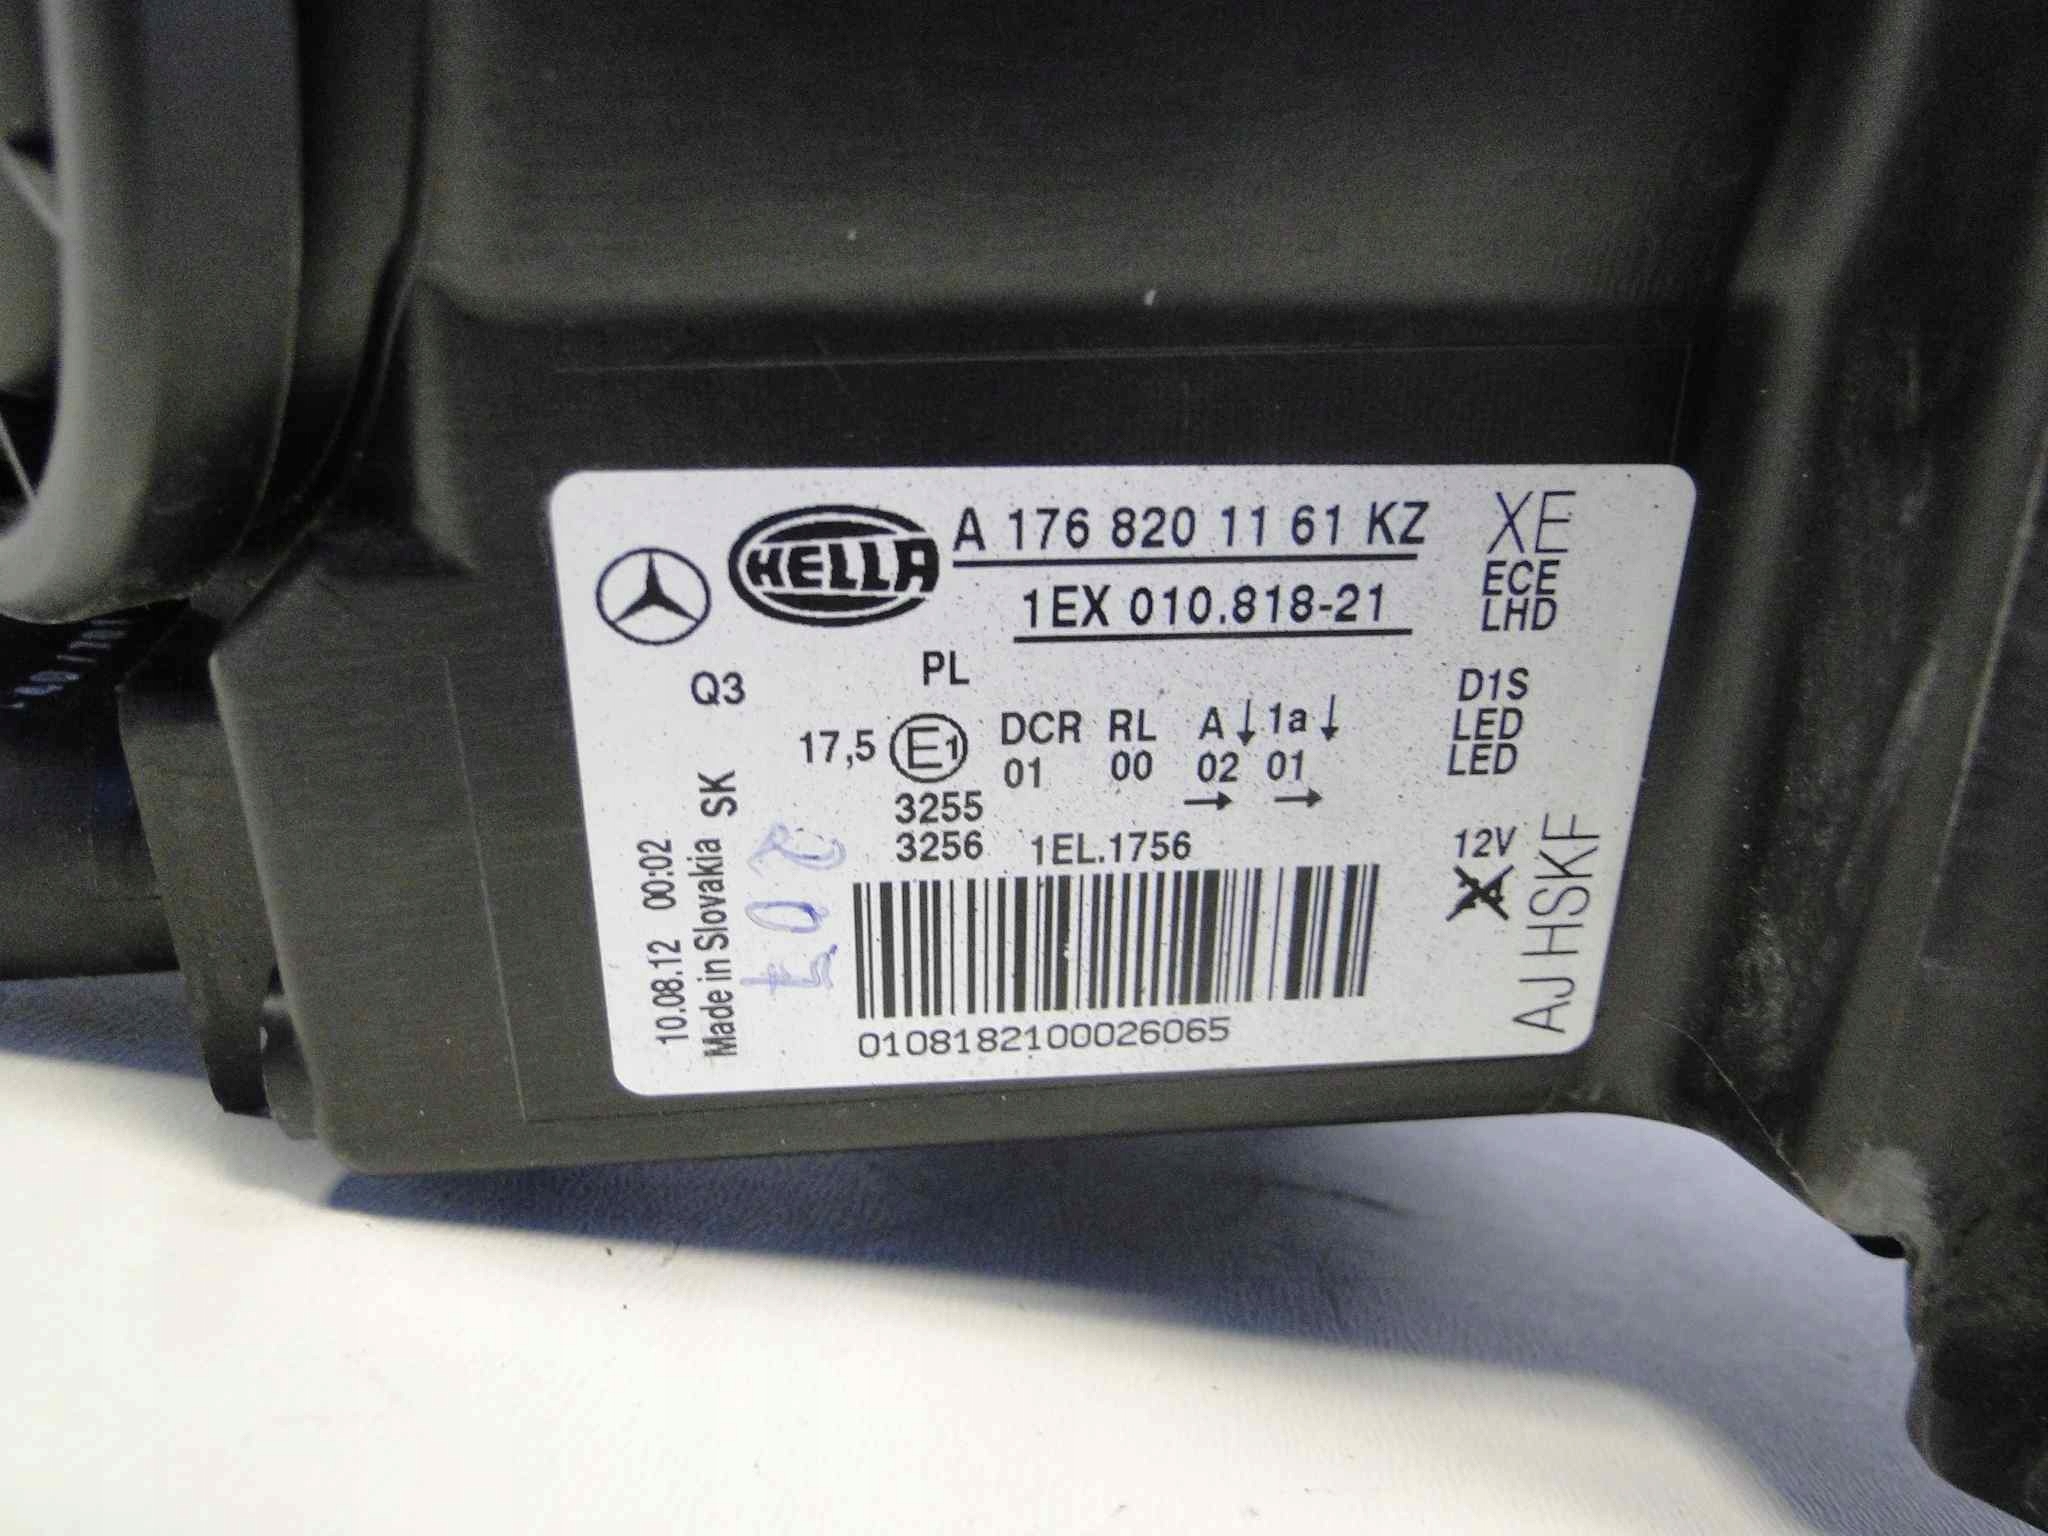 HELLA
A 176 820 11 61 KZ
1EX 010.818-21
XE
ECE
LHD
Q3
PL
17,5 E1 DCR RL A↓ 1a↓
01 00 02 01
→ →
3255
3256 1EL.1756
D1S
LED
LED
12V
AJ HSKF
10.08.12 00:02
Made in Slovakia SK
0108182100026065